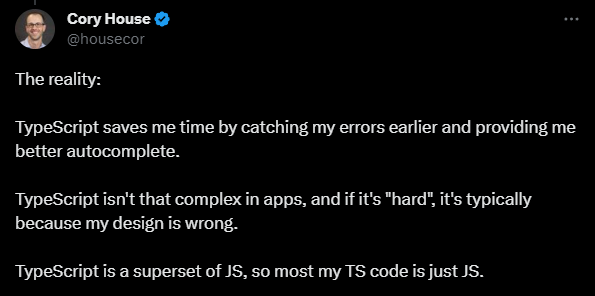 Cory House
@housecor
The reality:
TypeScript saves me time by catching my errors earlier and providing me
better autocomplete.
TypeScript isn't that complex in apps, and if it's "hard", it's typically
because my design is wrong.
TypeScript is a superset of JS, so most my TS code is just JS.